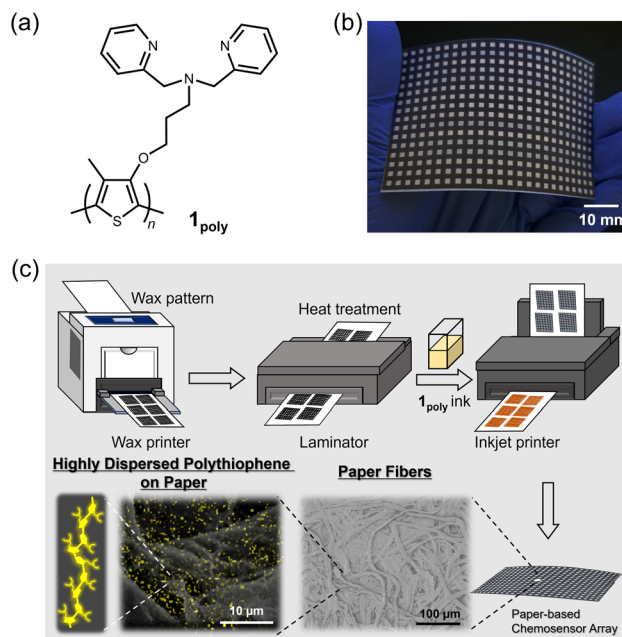 (a)
N
N
N
O
S
n
1poly
(b)
10 mm
(c)
Wax pattern
Wax printer
Heat treatment
Laminator
1poly ink
Inkjet printer
Highly Dispersed Polythiophene
on Paper
10 μm
Paper Fibers
100 μm
Paper-based
Chemosensor Array